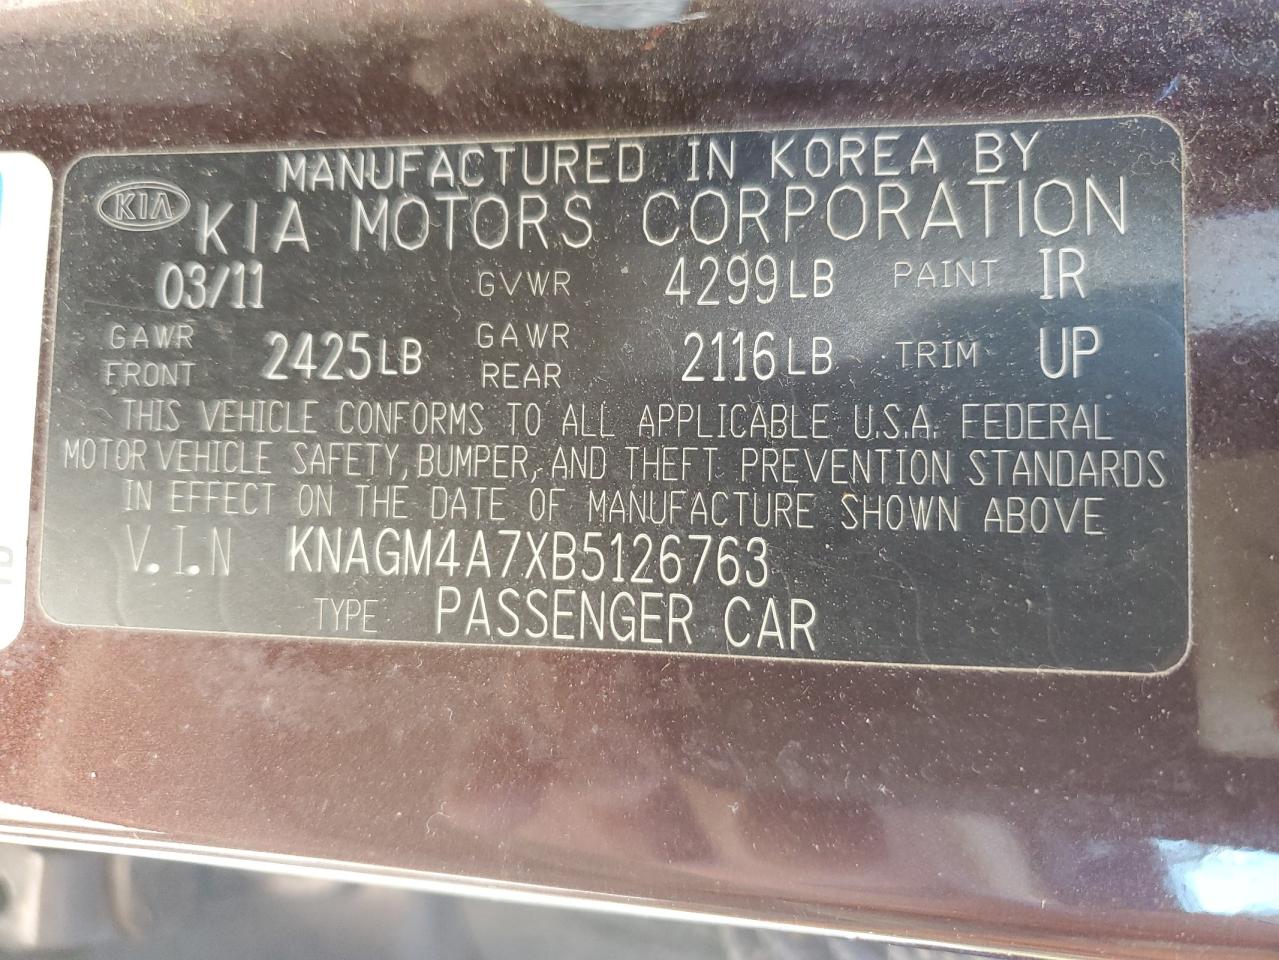 MANUFACTURED IN KOREA BY
KIA
KIA MOTORS CORPORATION
03/11 GVWR 4299LB PAINT IR
GAWR FRONT 2425LB GAWR REAR 2116LB TRIM UP
THIS VEHICLE CONFORMS TO ALL APPLICABLE U.S.A. FEDERAL
MOTOR VEHICLE SAFETY, BUMPER, AND THEFT PREVENTION STANDARDS
IN EFFECT ON THE DATE OF MANUFACTURE SHOWN ABOVE
V.I.N KNAGM4A7XB5126763
TYPE PASSENGER CAR